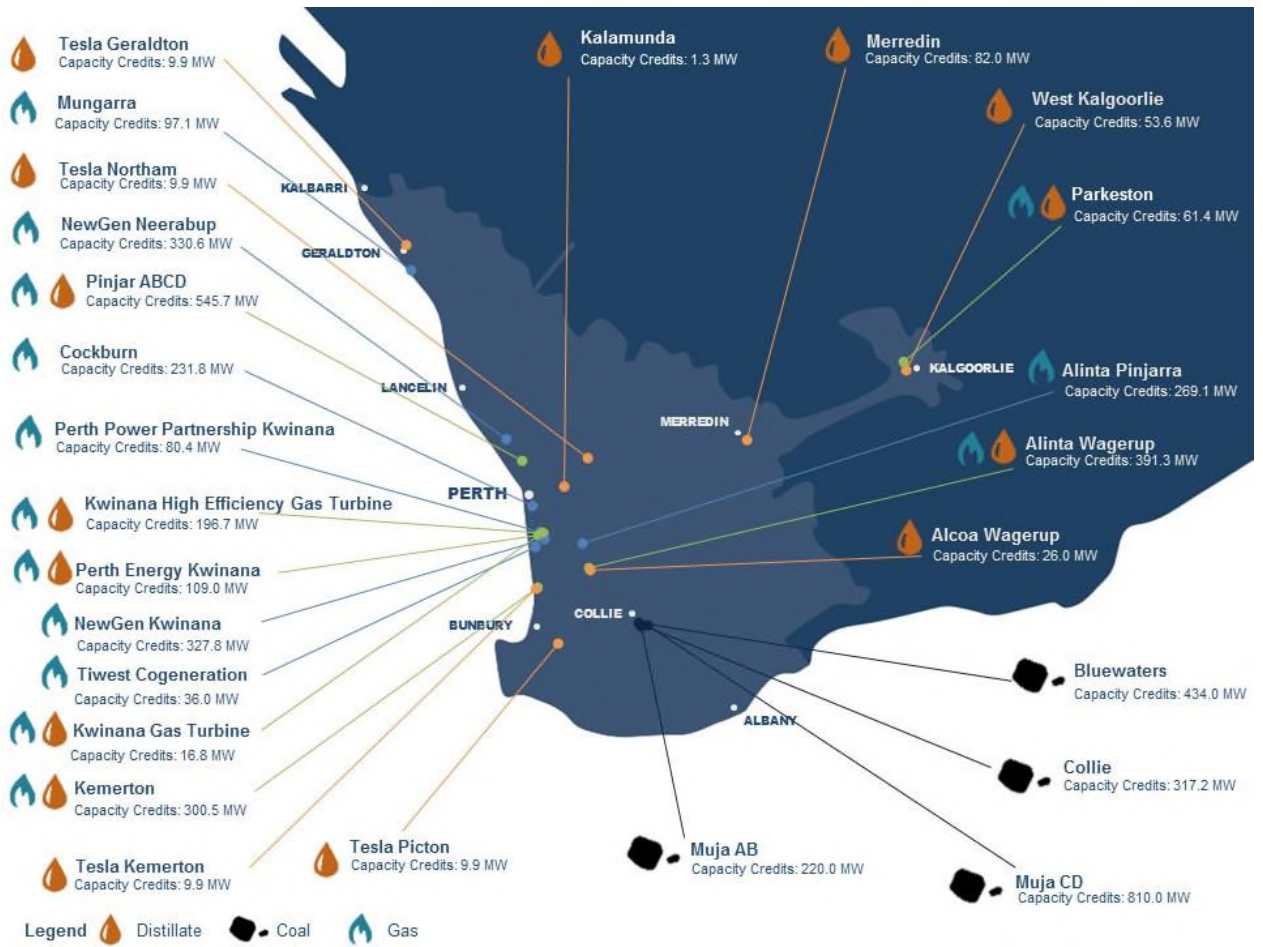 Tesla Geraldton
Capacity Credits: 9.9 MW
Mungarra
Capacity Credits: 97.1 MW
Tesla Northam
Capacity Credits: 9.9 MW
NewGen Neerabup
Capacity Credits: 330.6 MW
Pinjar ABCD
Capacity Credits: 545.7 MW
Cockburn
Capacity Credits: 231.8 MW
Perth Power Partnership Kwinana
Capacity Credits: 80.4 MW
Kwinana High Efficiency Gas Turbine
Capacity Credits: 196.7 MW
Perth Energy Kwinana
Capacity Credits: 109.0 MW
NewGen Kwinana
Capacity Credits: 327.8 MW
Tiwest Cogeneration
Capacity Credits: 36.0 MW
Kwinana Gas Turbine
Capacity Credits: 16.8 MW
Kemerton
Capacity Credits: 300.5 MW
Tesla Kemerton
Capacity Credits: 9.9 MW
Tesla Picton
Capacity Credits: 9.9 MW
Kalamunda
Capacity Credits: 1.3 MW
Merredin
Capacity Credits: 82.0 MW
West Kalgoorlie
Capacity Credits: 53.6 MW
Parkeston
Capacity Credits: 61.4 MW
Alinta Pinjarra
Capacity Credits: 269.1 MW
Alinta Wagerup
Capacity Credits: 391.3 MW
Alcoa Wagerup
Capacity Credits: 26.0 MW
Bluewaters
Capacity Credits: 434.0 MW
Collie
Capacity Credits: 317.2 MW
Muja AB
Capacity Credits: 220.0 MW
Muja CD
Capacity Credits: 810.0 MW
KALBARRI
GERALDTON
LANCELIN
PERTH
BUNBURY
COLLIE
ALBANY
MERREDIN
KALGOORLIE
Legend Distillate Coal Gas